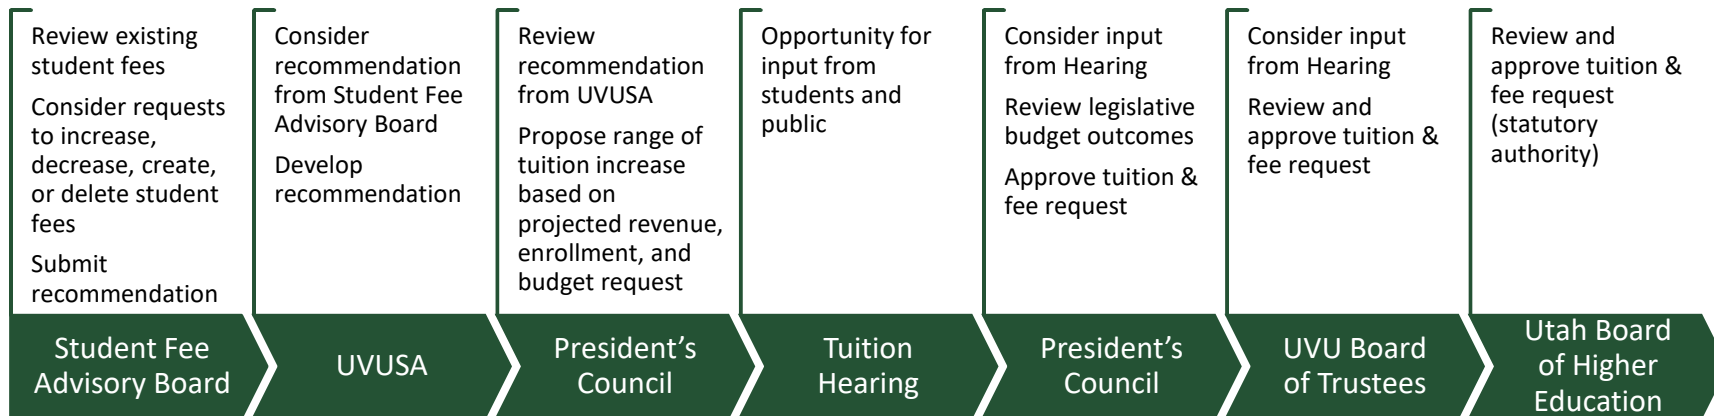 Review existing
student fees
Consider requests
to increase,
decrease, create,
or delete student
fees
Submit
recommendation
Student Fee
Advisory Board
Consider
recommendation
from Student Fee
Advisory Board
Develop
recommendation
UVUSA
Review
recommendation
from UVUSA
Propose range of
tuition increase
based on
projected revenue,
enrollment, and
budget request
President’s
Council
Opportunity for
input from
students and
public
Tuition
Hearing
Consider input
from Hearing
Review legislative
budget outcomes
Approve tuition &
fee request
President’s
Council
Consider input
from Hearing
Review and
approve tuition &
fee request
UVU Board
of Trustees
Review and
approve tuition &
fee request
(statutory
authority)
Utah Board
of Higher
Education